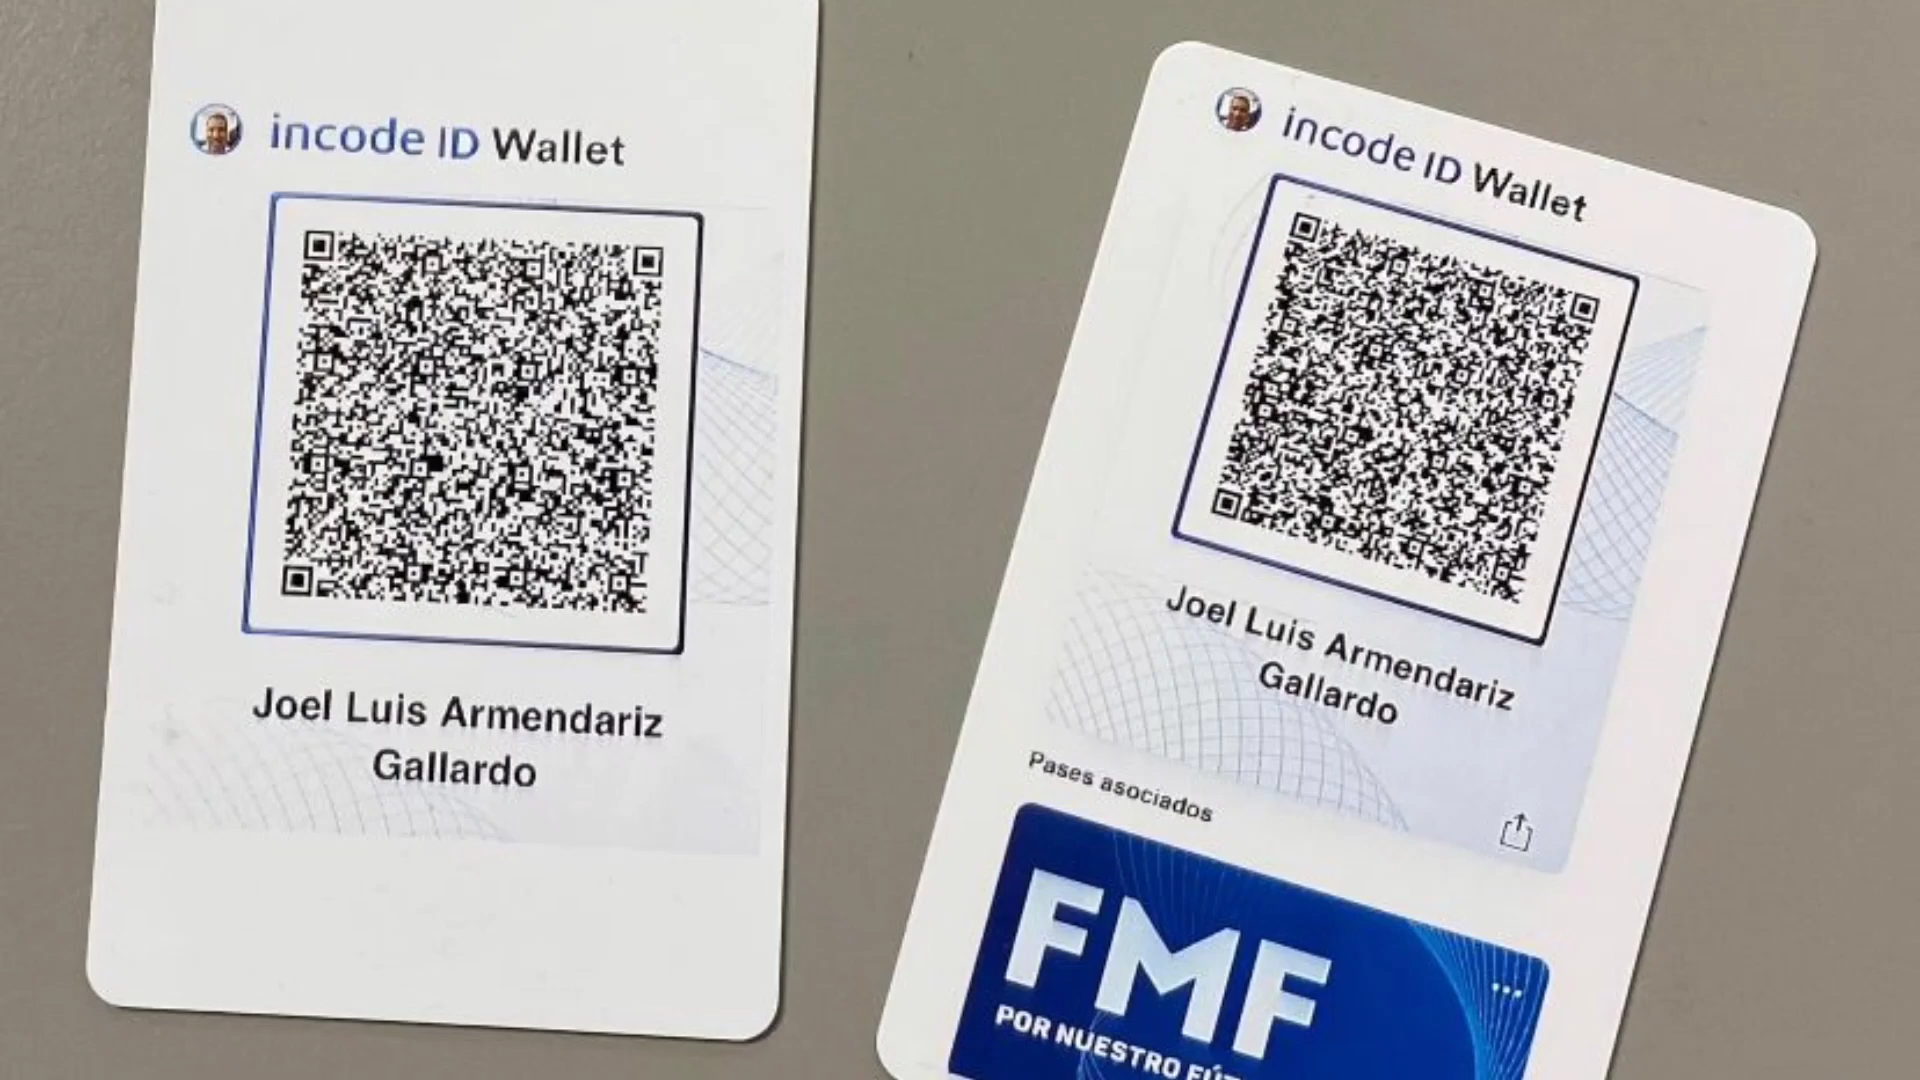 incode ID Wallet
Joel Luis Armendariz
Gallardo
incode ID Wallet
Joel Luis Armendariz
Gallardo
Pases asociados
FMF
POR NUESTRO